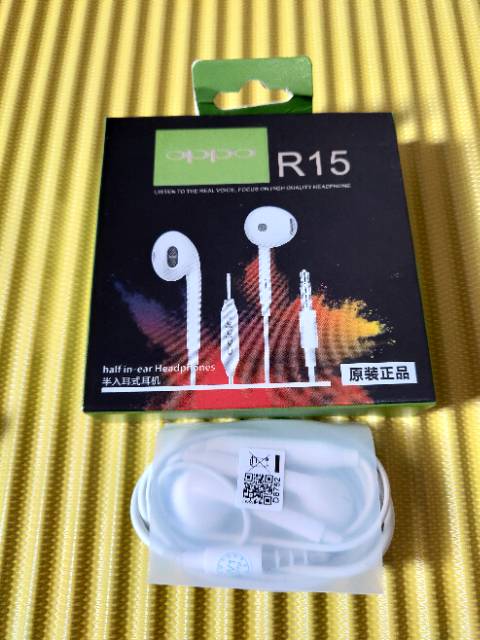 oppo
R15
LISTEN TO THE REAL VOICE, FOCUS ON HIGH QUALITY HEADPHONE
half in-ear Headphones
半入耳式耳机
原装正品
D8762